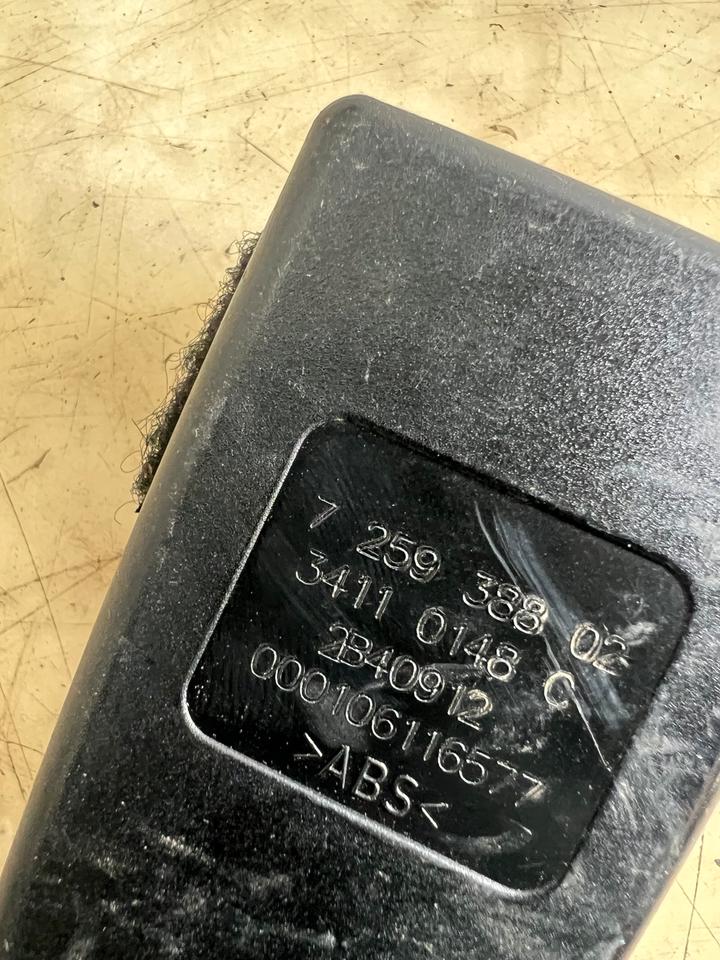 7 259 388 02
3411 0148 C
2B40912
000106116577
>ABS<